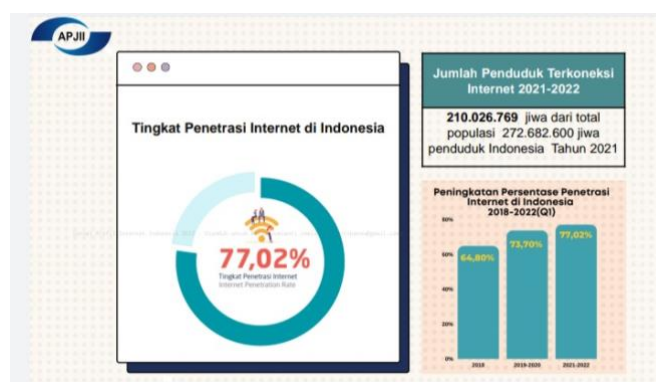 APJII
Tingkat Penetrasi Internet di Indonesia
77,02%
Tingkat Penetrasi Internet
Internet Penetration Rate
Jumlah Penduduk Terkoneksi
Internet 2021-2022
210.026.769 jiwa dari total
populasi 272.682.600 jiwa
penduduk Indonesia Tahun 2021
Peningkatan Persentase Penetrasi
Internet di Indonesia
2018-2022(Q1)
80%
60%
40%
20%
0%
64,80%
73,70%
77,02%
2018
2019-2020
2021-2022